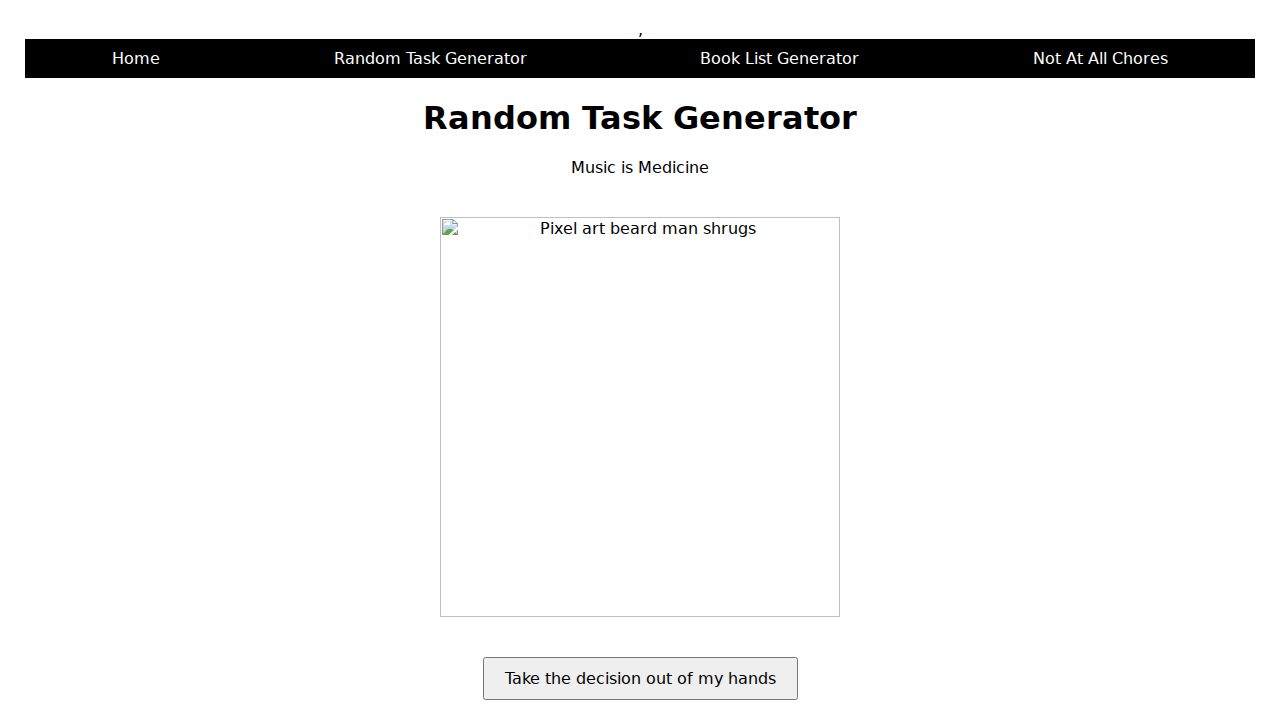 ,
Home Random Task Generator Book List Generator Not At All Chores
Random Task Generator
Music is Medicine
Pixel art beard man shrugs
Take the decision out of my hands